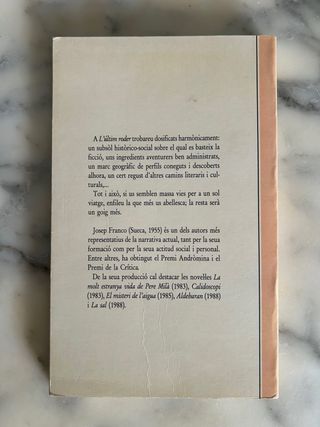 A L'últim roder trobareu dosificats harmònicament:
un subsòl històrico-social sobre el qual es basteix la
ficció, uns ingredients aventurers ben administrats,
un marc geogràfic de perfils coneguts i descoberts
alhora, un cert regust d'altres camins literaris i cul-
turals,...
Tot i això, si us semblen massa vies per a un sol
viatge, enfileu la que més us abellesca; la resta serà
un goig més.
Josep Franco (Sueca, 1955) és un dels autors més
representatius de la narrativa actual, tant per la seua
formació com per la seua actitud social i personal.
Entre altres, ha obtingut el Premi Andròmina i el
Premi de la Crítica.
De la seua producció cal destacar les novel·les La
molt estranya vida de Pere Milà (1983), Calidoscopi
(1983), El misteri de l'aigua (1985), Aldebaran (1988)
i La sal (1988).